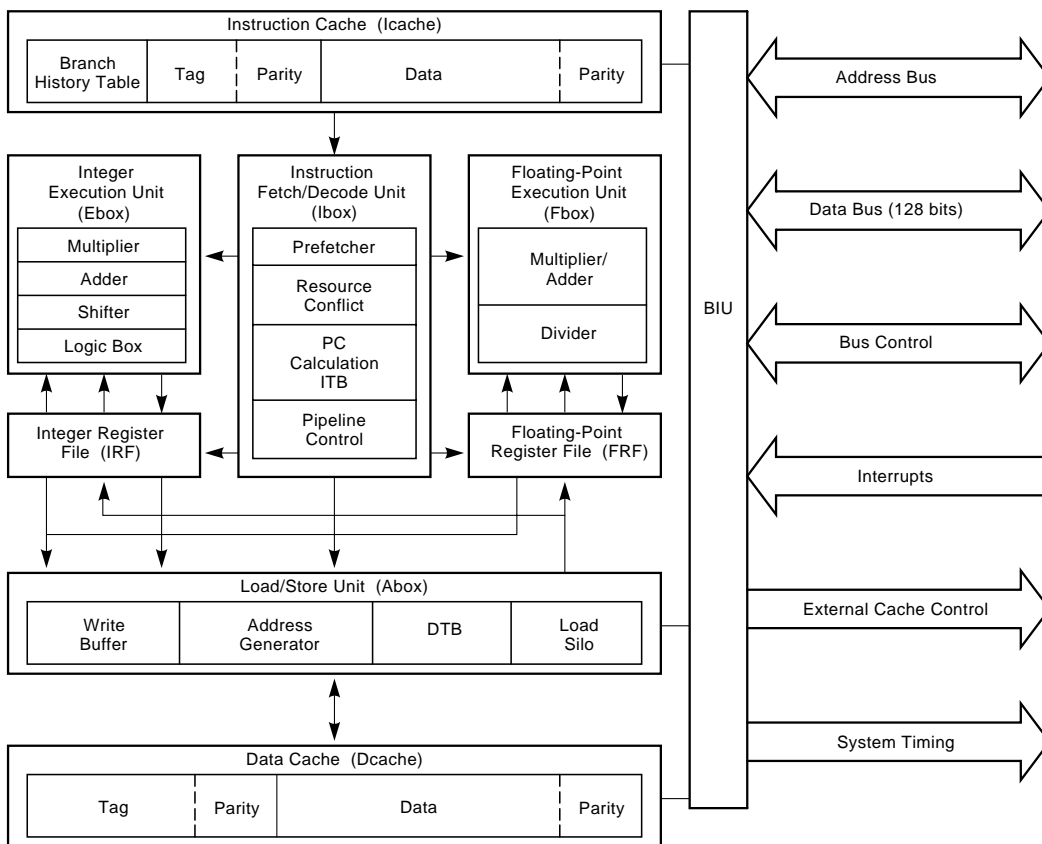 Instruction Cache (Icache)
Branch
History Table
Tag
Parity
Data
Parity
Integer
Execution Unit
(Ebox)
Multiplier
Adder
Shifter
Logic Box
Instruction
Fetch/Decode Unit
(Ibox)
Prefetcher
Resource
Conflict
PC
Calculation
ITB
Pipeline
Control
Floating-Point
Execution Unit
(Fbox)
Multiplier/
Adder
Divider
Integer Register
File (IRF)
Floating-Point
Register File (FRF)
Load/Store Unit (Abox)
Write
Buffer
Address
Generator
DTB
Load
Silo
Data Cache (Dcache)
Tag
Parity
Data
Parity
BIU
Address Bus
Data Bus (128 bits)
Bus Control
Interrupts
External Cache Control
System Timing